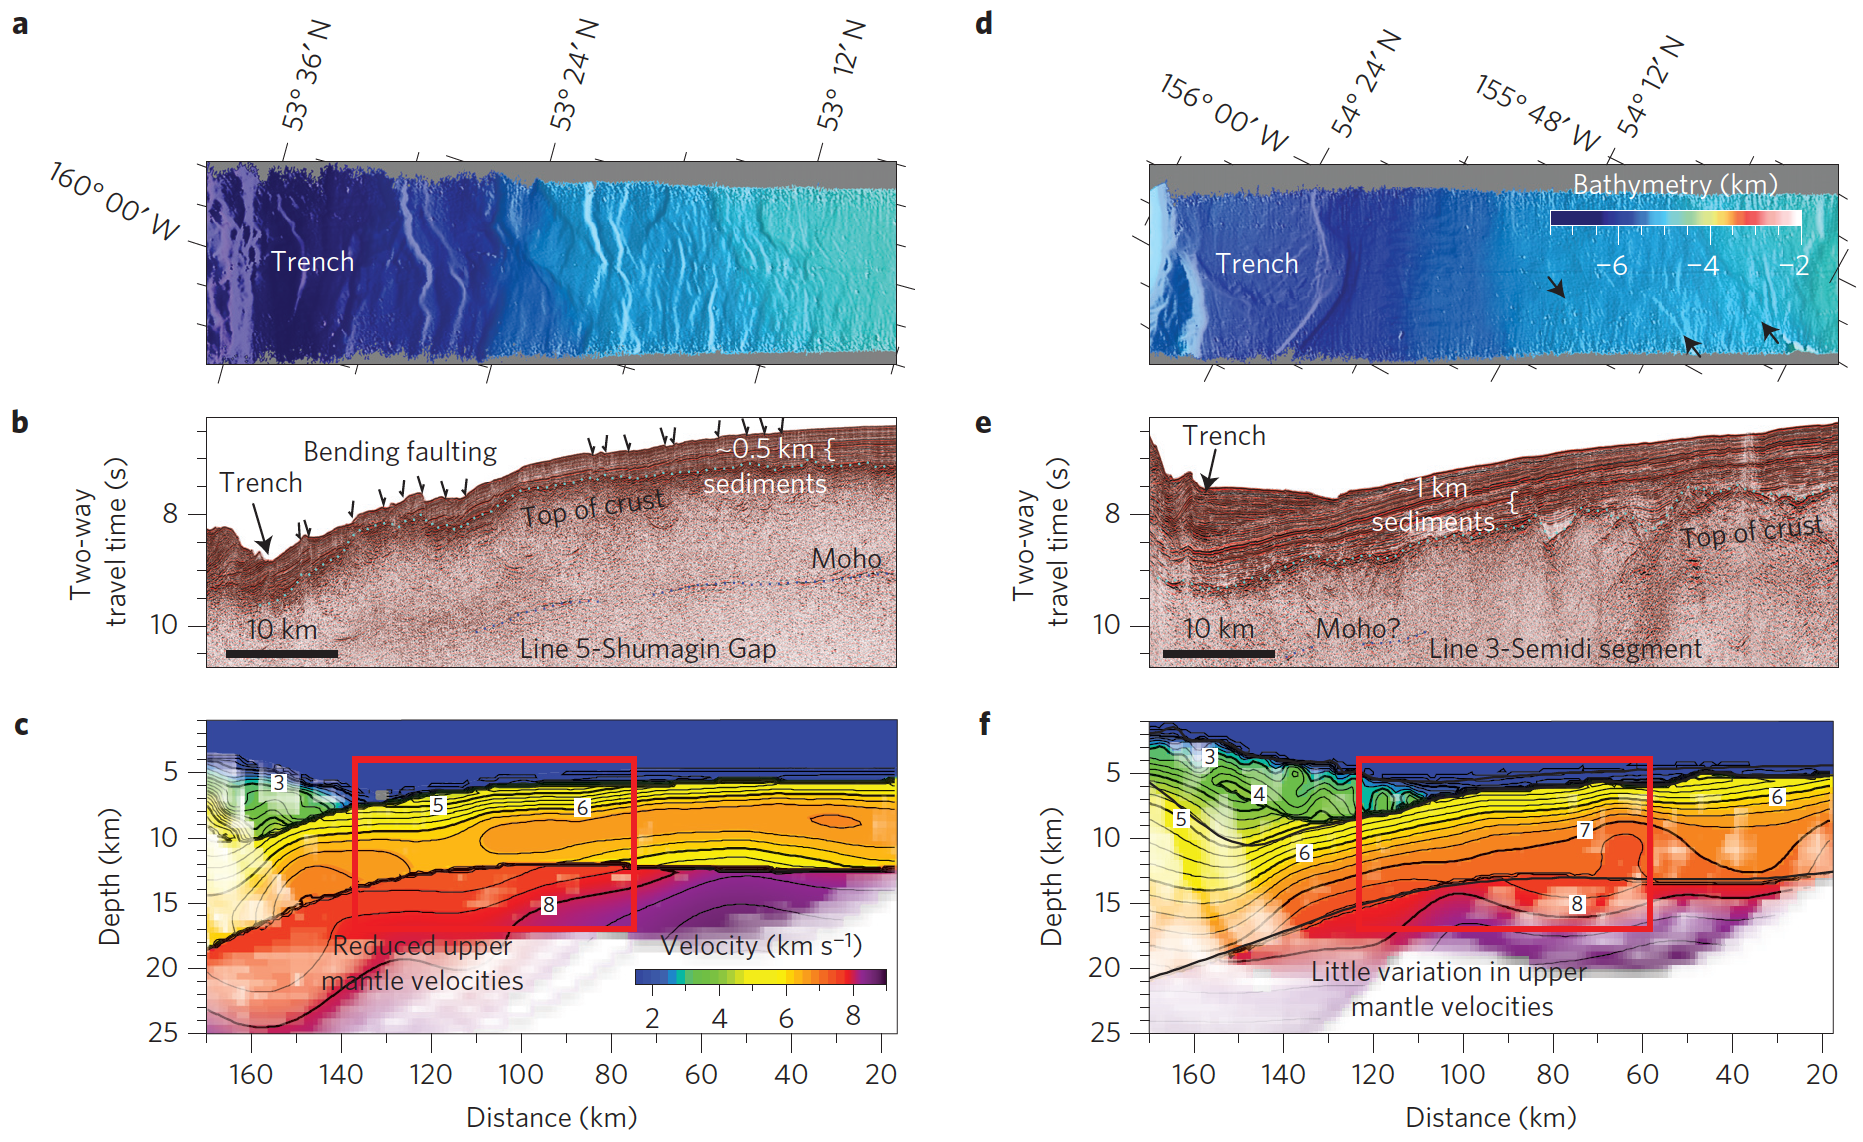 a
53° 36′ N
53° 24′ N
53° 12′ N
160° 00′ W
Trench
b
Bending faulting
Trench
~0.5 km {
sediments
Top of crust
Moho
8
10
Two-way
travel time (s)
10 km
Line 5-Shumagin Gap
c
3
5
6
8
5
10
15
20
25
Depth (km)
Reduced upper
mantle velocities
Velocity (km s⁻¹)
2 4 6 8
160 140 120 100 80 60 40 20
Distance (km)
d
156° 00′ W
54° 24′ N
155° 48′ W
54° 12′ N
Bathymetry (km)
−6 −4 −2
Trench
e
Trench
~1 km
sediments {
Top of crust
8
10
Two-way
travel time (s)
10 km
Moho?
Line 3-Semidi segment
f
3
4
5
6
7
6
8
5
10
15
20
25
Depth (km)
Little variation in upper
mantle velocities
160 140 120 100 80 60 40 20
Distance (km)